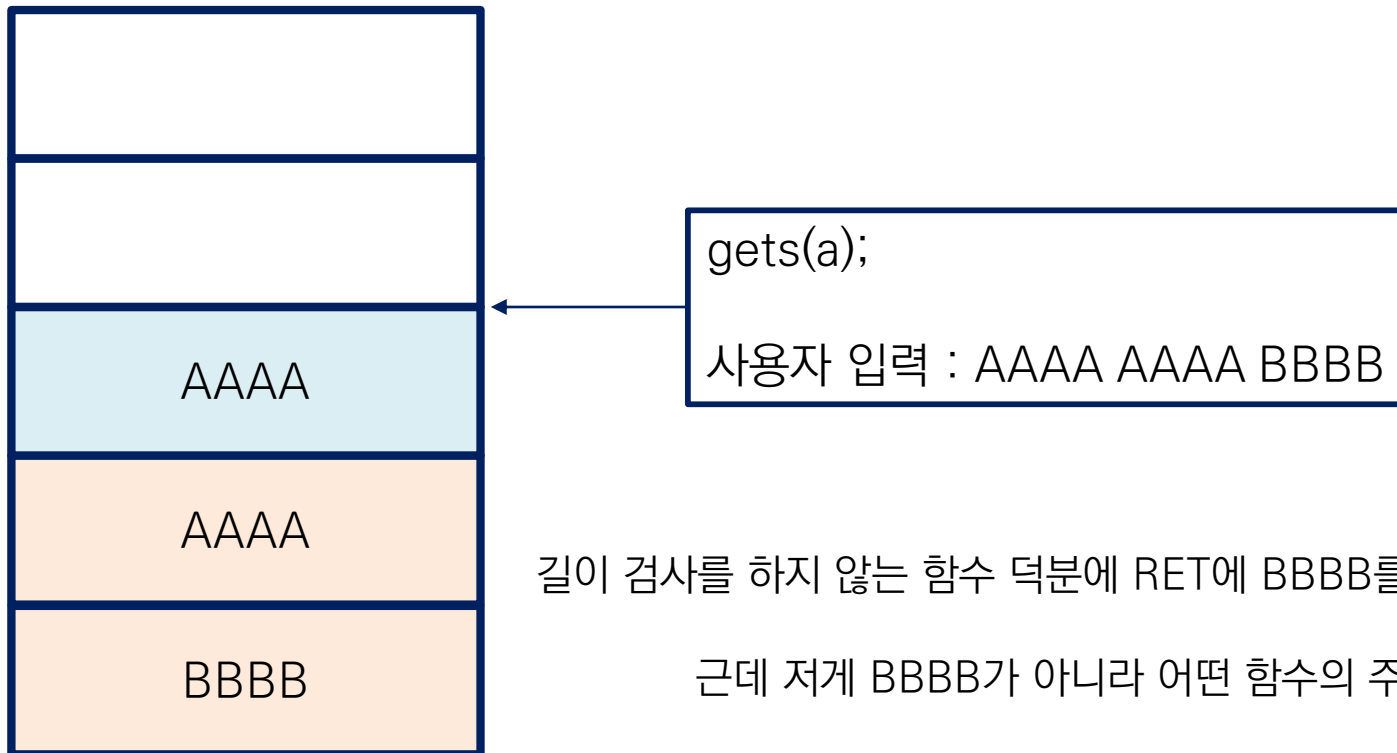 gets(a);
사용자 입력 : AAAA AAAA BBBB
AAAA
AAAA
길이 검사를 하지 않는 함수 덕분에 RET에 BBBB를
BBBB
근데 저게 BBBB가 아니라 어떤 함수의 주